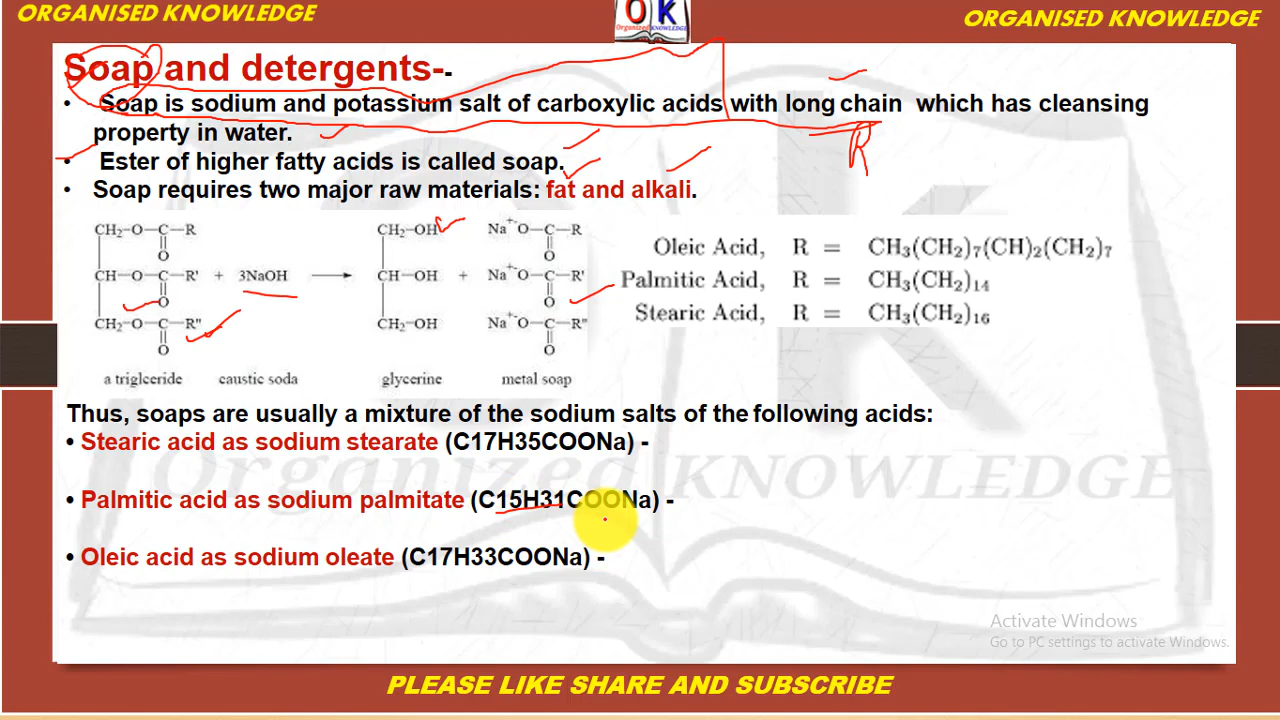 ORGANISED KNOWLEDGE
OK
Organized KNOWLEDGE
ORGANISED KNOWLEDGE
Soap and detergents--
• Soap is sodium and potassium salt of carboxylic acids with long chain which has cleansing
property in water.
R
• Ester of higher fatty acids is called soap.
• Soap requires two major raw materials: fat and alkali.
CH₂-O-C-R CH₂-OH Na⁺⁻O-C-R
O O
CH-O-C-R' + 3NaOH CH-OH + Na⁺⁻O-C-R'
O O
CH₂-O-C-R" CH₂-OH Na⁺⁻O-C-R"
O O
a triglceride caustic soda glycerine metal soap
Oleic Acid, R = CH₃(CH₂)₇(CH)₂(CH₂)₇
Palmitic Acid, R = CH₃(CH₂)₁₄
Stearic Acid, R = CH₃(CH₂)₁₆
Thus, soaps are usually a mixture of the sodium salts of the following acids:
• Stearic acid as sodium stearate (C17H35COONa) -
Organized KNOWLEDGE
• Palmitic acid as sodium palmitate (C15H31COONa) -
• Oleic acid as sodium oleate (C17H33COONa) -
Activate Windows
Go to PC settings to activate Windows.
PLEASE LIKE SHARE AND SUBSCRIBE